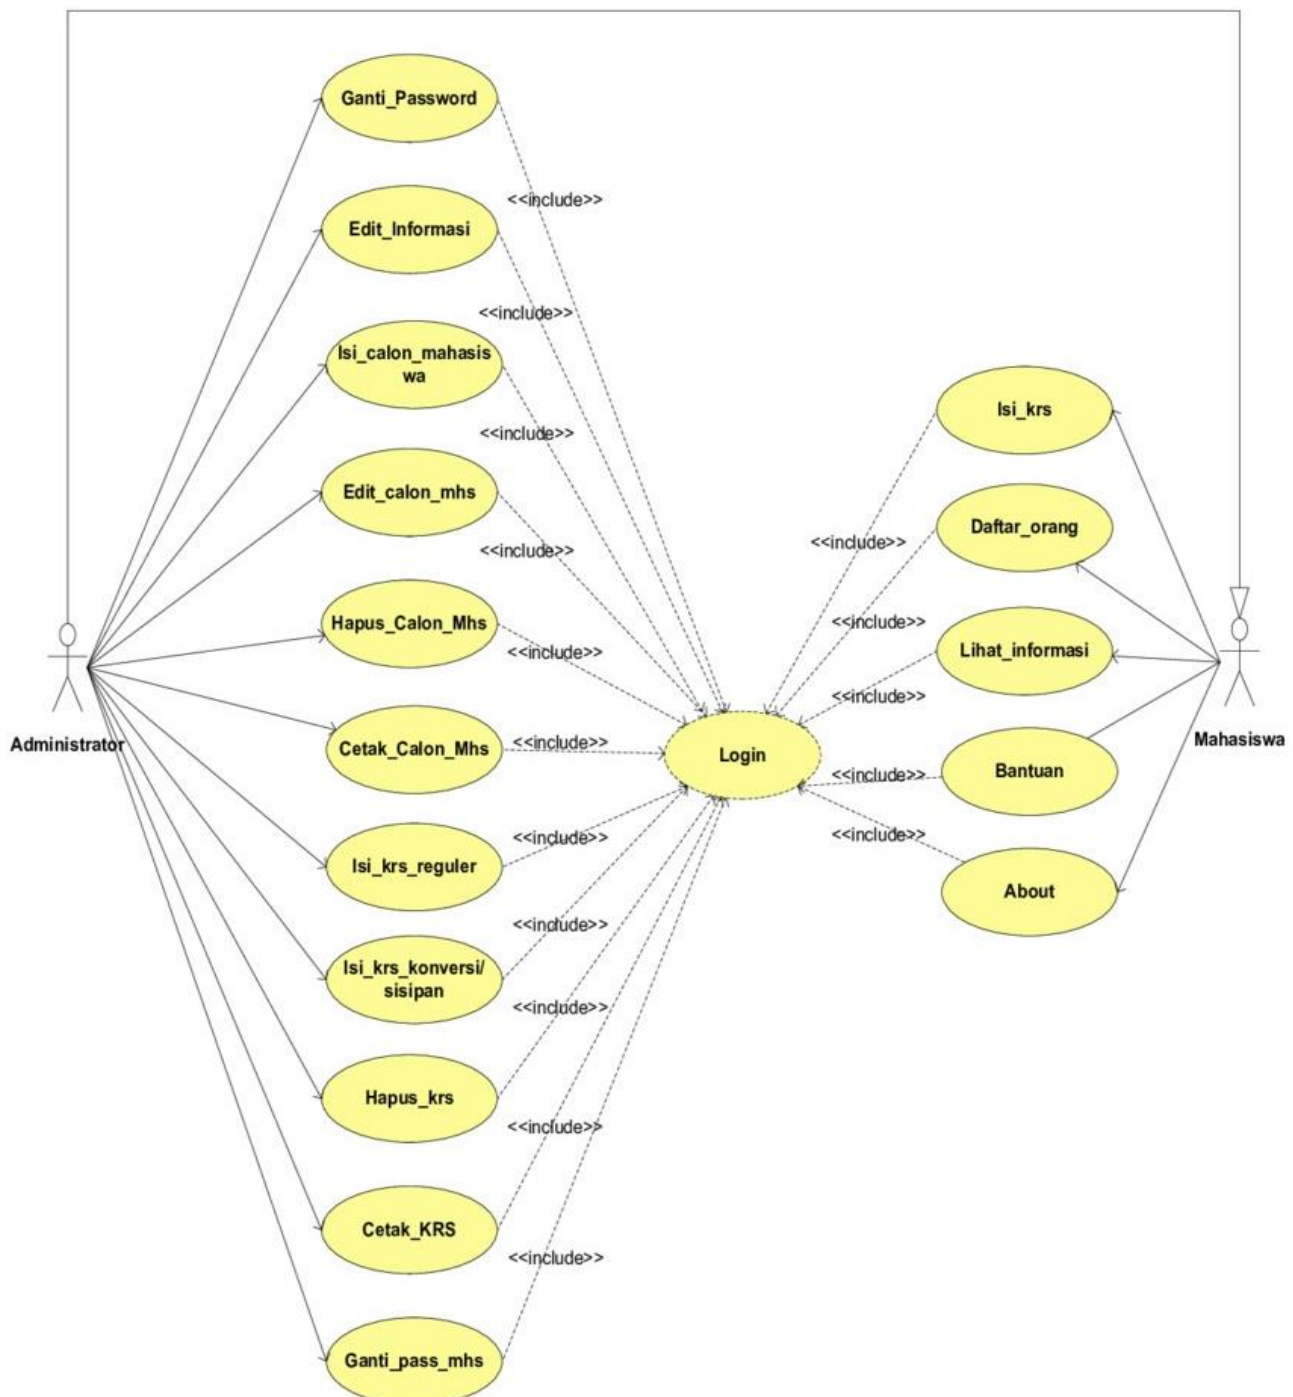 Ganti_Password
<<include>>
Edit_Informasi
<<include>>
Isi_calon_mahasis
wa
Isi_krs
<<include>>
Edit_calon_mhs
Daftar_orang
<<include>>
<<include>>
Hapus_Calon_Mhs
<<include>>
<<include>>
Lihat_informasi
<<include>>
Administrator
Cetak_Calon_Mhs
<<include>>
Login
Mahasiswa
<<include>>
Bantuan
<<include>>
<<include>>
Isi_krs_reguler
About
<<include>>
Isi_krs_konversi/
sisipan
<<include>>
Hapus_krs
<<include>>
Cetak_KRS
<<include>>
Ganti_pass_mhs